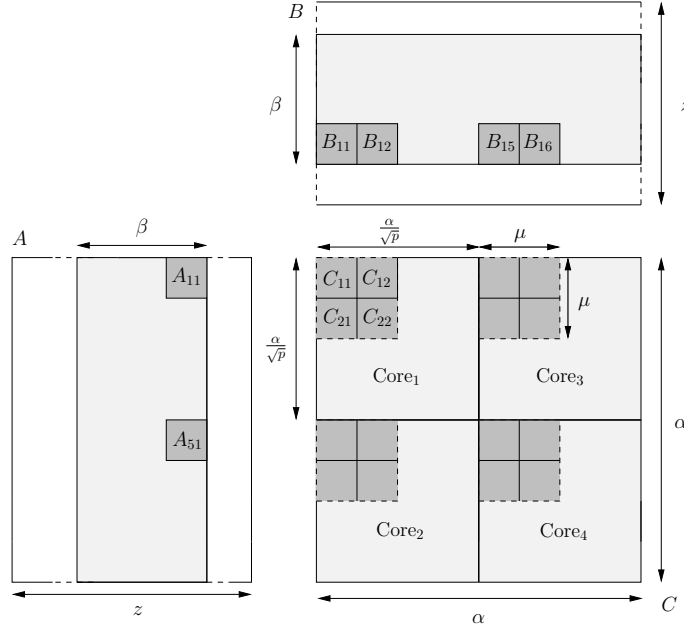 B
β
B₁₁ B₁₂ B₁₅ B₁₆
A
β
α/√p
μ
A₁₁
C₁₁ C₁₂
C₂₁ C₂₂
μ
α/√p
Core₁ Core₃
α
A₅₁
Core₂ Core₄
z
α
C